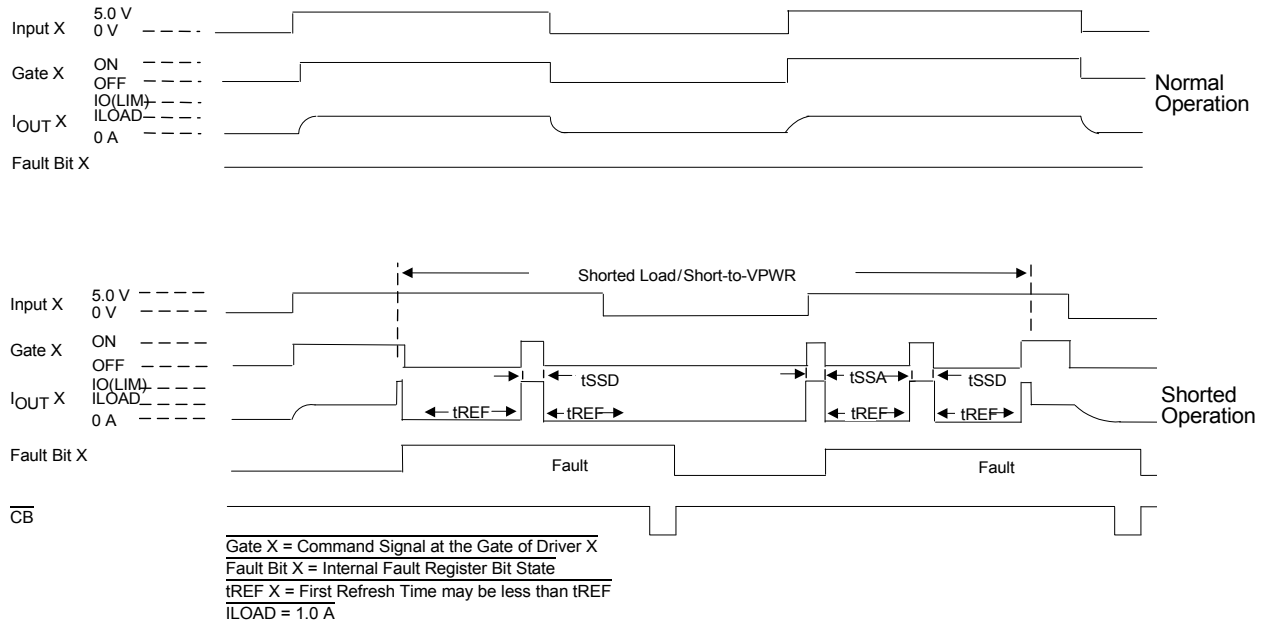 5.0 V
Input X
0 V
ON
Gate X
OFF
IO(LIM)
ILOAD
IOUT X
0 A
Fault Bit X
Normal
Operation
Shorted Load/Short-to-VPWR
5.0 V
Input X
0 V
ON
Gate X
OFF
IO(LIM)
ILOAD
IOUT X
0 A
tSSD
tSSA
tSSD
tREF
tREF
tREF
tREF
Shorted
Operation
Fault Bit X
Fault
Fault
CB
Gate X = Command Signal at the Gate of Driver X
Fault Bit X = Internal Fault Register Bit State
tREF X = First Refresh Time may be less than tREF
ILOAD = 1.0 A